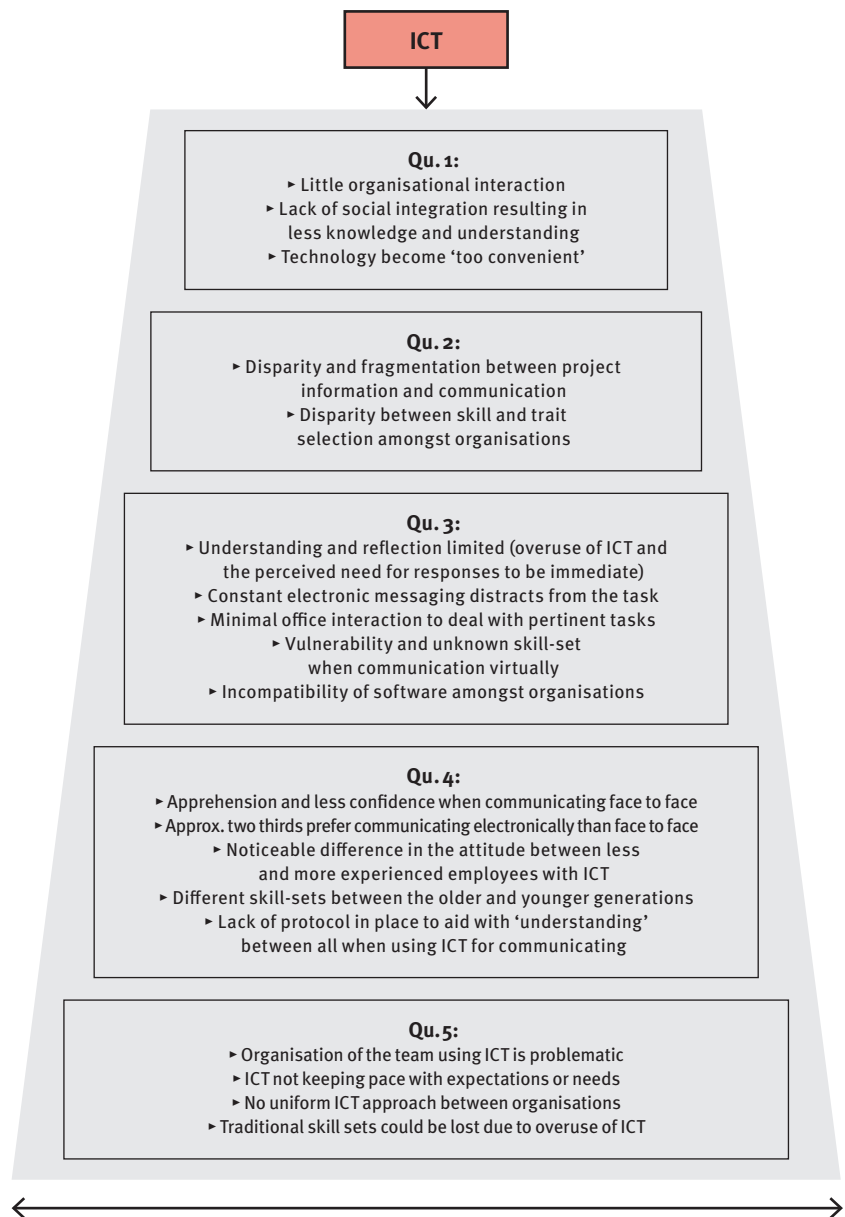 ICT
Qu. 1:
▸ Little organisational interaction
▸ Lack of social integration resulting in
less knowledge and understanding
▸ Technology become ‘too convenient’
Qu. 2:
▸ Disparity and fragmentation between project
information and communication
▸ Disparity between skill and trait
selection amongst organisations
Qu. 3:
▸ Understanding and reflection limited (overuse of ICT and
the perceived need for responses to be immediate)
▸ Constant electronic messaging distracts from the task
▸ Minimal office interaction to deal with pertinent tasks
▸ Vulnerability and unknown skill-set
when communication virtually
▸ Incompatibility of software amongst organisations
Qu. 4:
▸ Apprehension and less confidence when communicating face to face
▸ Approx. two thirds prefer communicating electronically than face to face
▸ Noticeable difference in the attitude between less
and more experienced employees with ICT
▸ Different skill-sets between the older and younger generations
▸ Lack of protocol in place to aid with ‘understanding’
between all when using ICT for communicating
Qu. 5:
▸ Organisation of the team using ICT is problematic
▸ ICT not keeping pace with expectations or needs
▸ No uniform ICT approach between organisations
▸ Traditional skill sets could be lost due to overuse of ICT